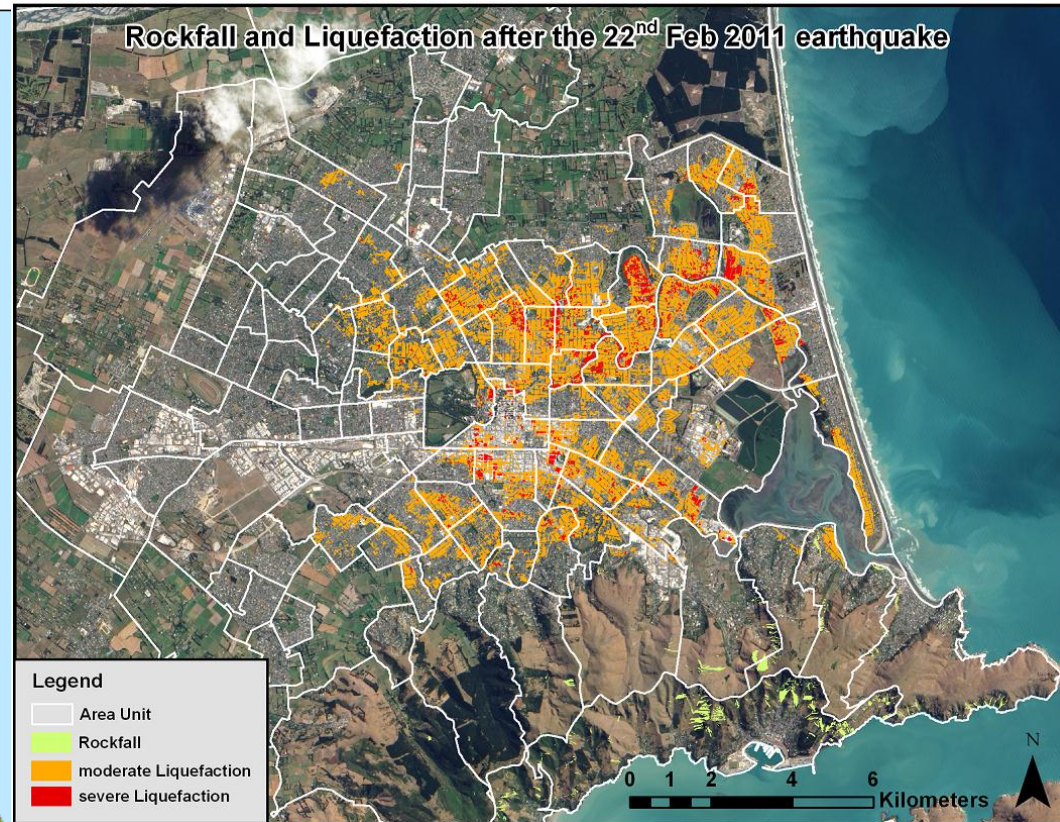 Rockfall and Liquefaction after the 22nd Feb 2011 earthquake
Legend
Area Unit
Rockfall
moderate Liquefaction
severe Liquefaction
N
0 1 2 4 6
Kilometers